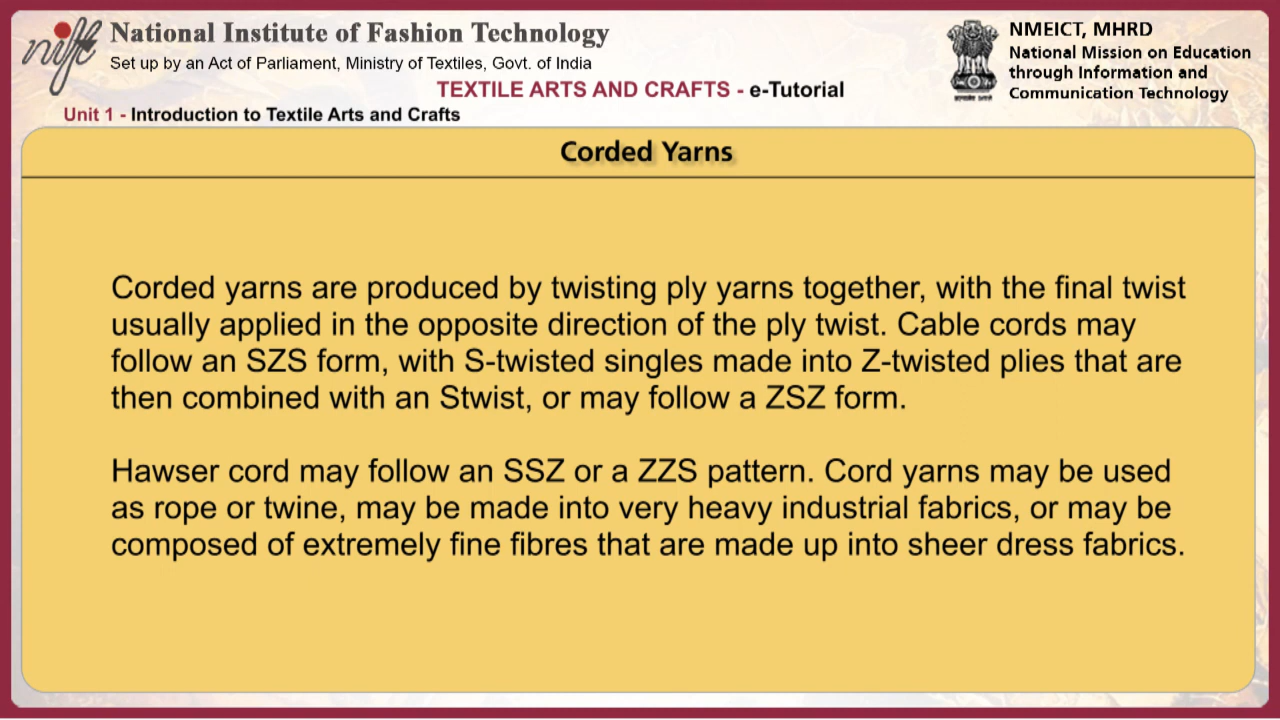 nift
National Institute of Fashion Technology
Set up by an Act of Parliament, Ministry of Textiles, Govt. of India
NMEICT, MHRD
National Mission on Education
through Information and
Communication Technology
TEXTILE ARTS AND CRAFTS - e-Tutorial
Unit 1 - Introduction to Textile Arts and Crafts
Corded Yarns
Corded yarns are produced by twisting ply yarns together, with the final twist
usually applied in the opposite direction of the ply twist. Cable cords may
follow an SZS form, with S-twisted singles made into Z-twisted plies that are
then combined with an Stwist, or may follow a ZSZ form.
Hawser cord may follow an SSZ or a ZZS pattern. Cord yarns may be used
as rope or twine, may be made into very heavy industrial fabrics, or may be
composed of extremely fine fibres that are made up into sheer dress fabrics.